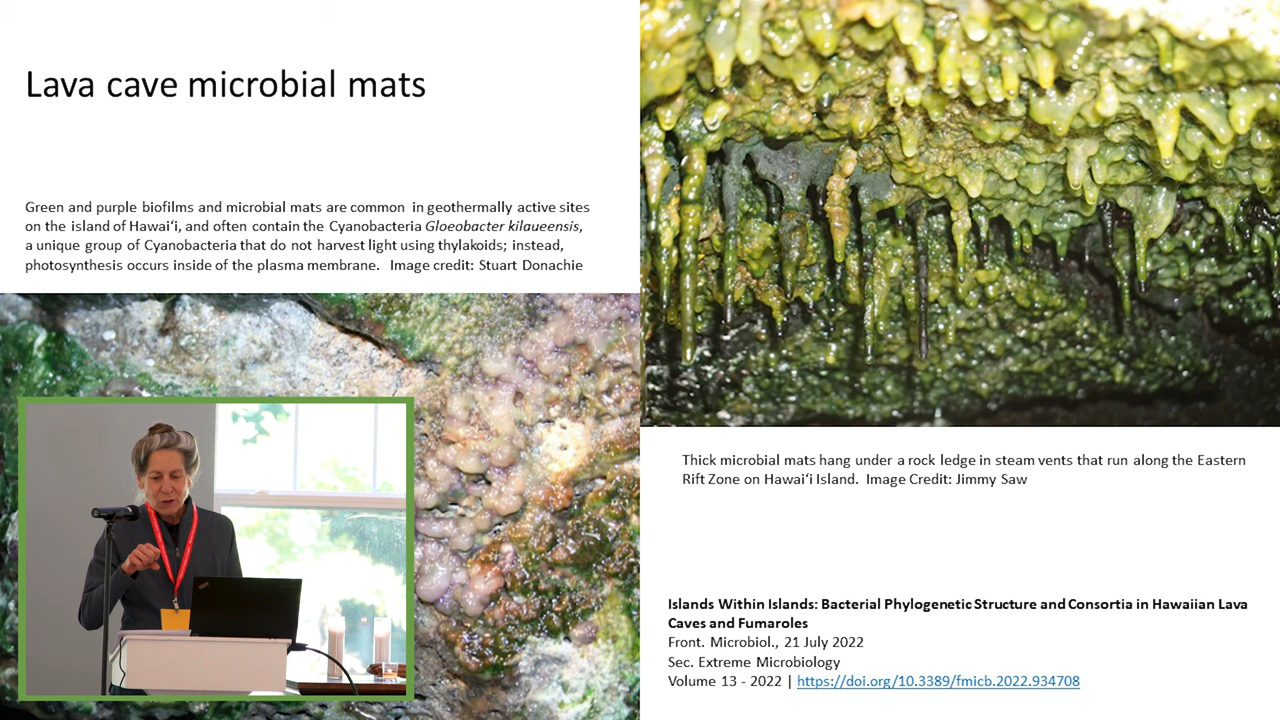 Lava cave microbial mats
Green and purple biofilms and microbial mats are common in geothermally active sites
on the island of Hawai‘i, and often contain the Cyanobacteria Gloeobacter kilaueensis,
a unique group of Cyanobacteria that do not harvest light using thylakoids; instead,
photosynthesis occurs inside of the plasma membrane. Image credit: Stuart Donachie
Thick microbial mats hang under a rock ledge in steam vents that run along the Eastern
Rift Zone on Hawai‘i Island. Image Credit: Jimmy Saw
Islands Within Islands: Bacterial Phylogenetic Structure and Consortia in Hawaiian Lava
Caves and Fumaroles
Front. Microbiol., 21 July 2022
Sec. Extreme Microbiology
Volume 13 - 2022 | https://doi.org/10.3389/fmicb.2022.934708